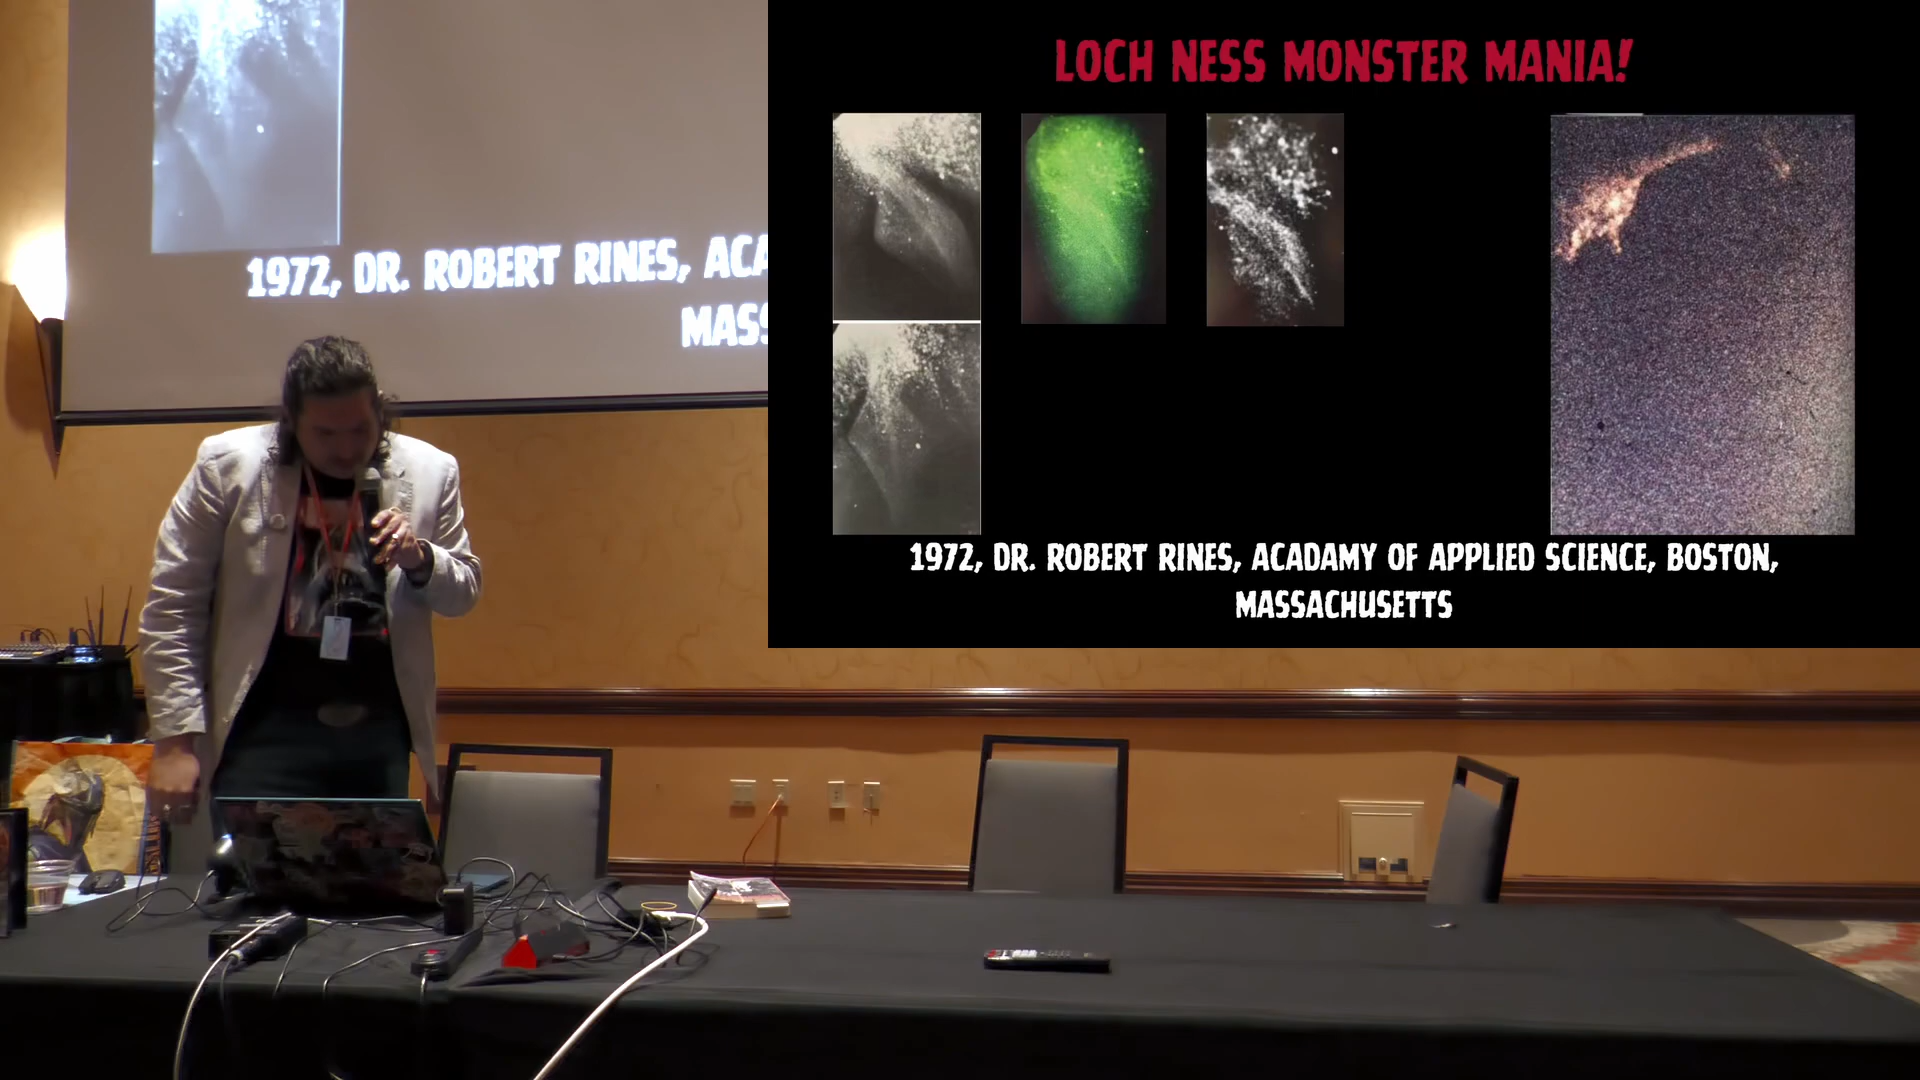 1972, DR. ROBERT RINES, ACA
MASS
LOCH NESS MONSTER MANIA!
1972, DR. ROBERT RINES, ACADAMY OF APPLIED SCIENCE, BOSTON,
MASSACHUSETTS